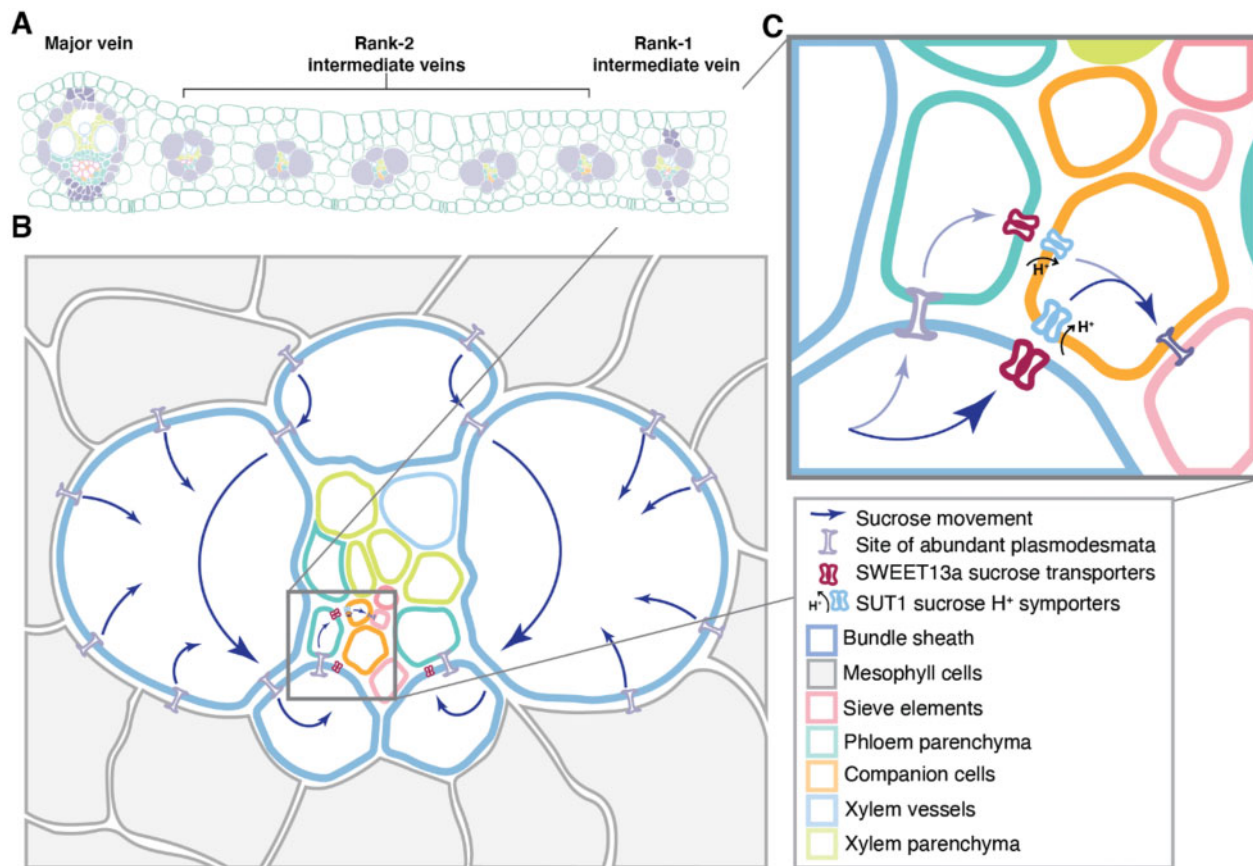 A
Major vein
Rank-2
intermediate veins
Rank-1
intermediate vein
B
C
H⁺
H⁺
Sucrose movement
Site of abundant plasmodesmata
SWEET13a sucrose transporters
H⁺ SUT1 sucrose H⁺ symporters
Bundle sheath
Mesophyll cells
Sieve elements
Phloem parenchyma
Companion cells
Xylem vessels
Xylem parenchyma